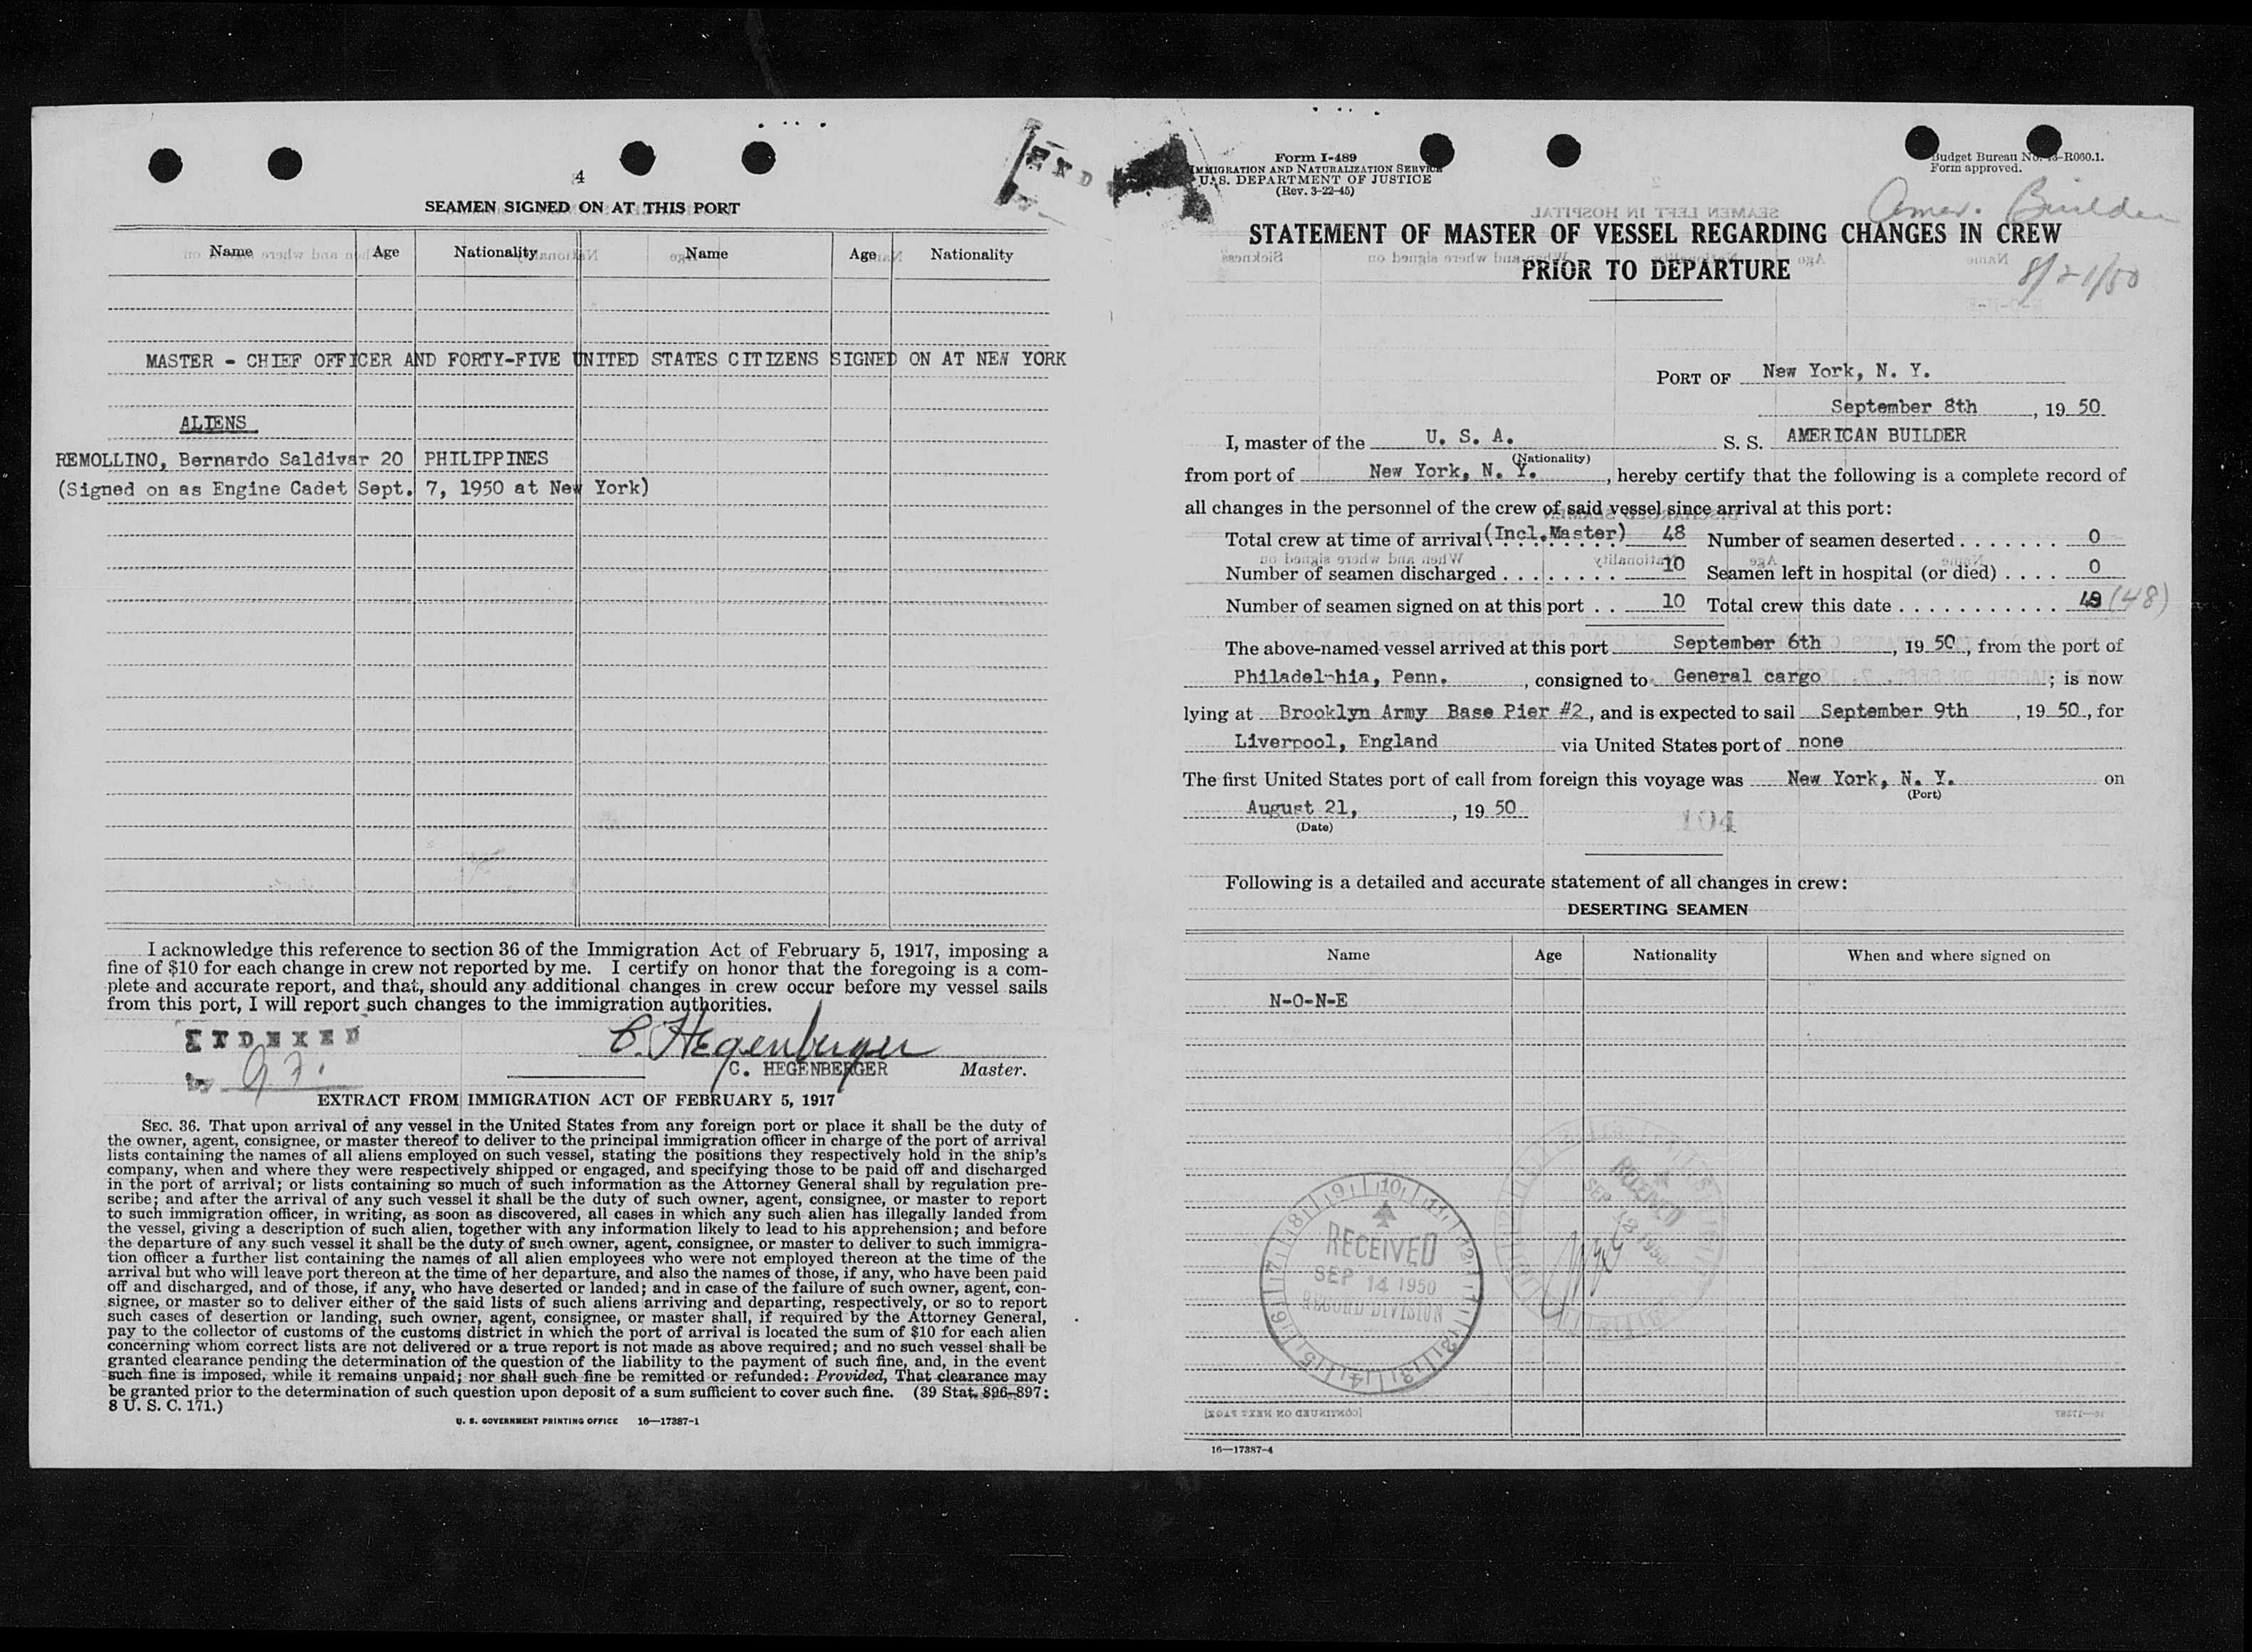 4
SEAMEN SIGNED ON AT THIS PORT
Name Age Nationality Name Age Nationality
MASTER - CHIEF OFFICER AND FORTY-FIVE UNITED STATES CITIZENS SIGNED ON AT NEW YORK
ALIENS
REMOLLINO, Bernardo Saldivar 20 PHILIPPINES
(Signed on as Engine Cadet Sept. 7, 1950 at New York)
I acknowledge this reference to section 36 of the Immigration Act of February 5, 1917, imposing a
fine of $10 for each change in crew not reported by me. I certify on honor that the foregoing is a com-
plete and accurate report, and that, should any additional changes in crew occur before my vessel sails
from this port, I will report such changes to the immigration authorities.
INDEXED
by
C. Hegenberger
C. HEGENBERGER Master.
EXTRACT FROM IMMIGRATION ACT OF FEBRUARY 5, 1917
SEC. 36. That upon arrival of any vessel in the United States from any foreign port or place it shall be the duty of
the owner, agent, consignee, or master thereof to deliver to the principal immigration officer in charge of the port of arrival
lists containing the names of all aliens employed on such vessel, stating the positions they respectively hold in the ship's
company, when and where they were respectively shipped or engaged, and specifying those to be paid off and discharged
in the port of arrival; or lists containing so much of such information as the Attorney General shall by regulation pre-
scribe; and after the arrival of any such vessel it shall be the duty of such owner, agent, consignee, or master to report
to such immigration officer, in writing, as soon as discovered, all cases in which any such alien has illegally landed from
the vessel, giving a description of such alien, together with any information likely to lead to his apprehension; and before
the departure of any such vessel it shall be the duty of such owner, agent, consignee, or master to deliver to such immigra-
tion officer a further list containing the names of all alien employees who were not employed thereon at the time of the
arrival but who will leave port thereon at the time of her departure, and also the names of those, if any, who have been paid
off and discharged, and of those, if any, who have deserted or landed; and in case of the failure of such owner, agent, con-
signee, or master so to deliver either of the said lists of such aliens arriving and departing, respectively, or so to report
such cases of desertion or landing, such owner, agent, consignee, or master shall, if required by the Attorney General,
pay to the collector of customs of the customs district in which the port of arrival is located the sum of $10 for each alien
concerning whom correct lists are not delivered or a true report is not made as above required; and no such vessel shall be
granted clearance pending the determination of the question of the liability to the payment of such fine, and, in the event
such fine is imposed, while it remains unpaid; nor shall such fine be remitted or refunded: Provided, That clearance may
be granted prior to the determination of such question upon deposit of a sum sufficient to cover such fine. (39 Stat. 896-897;
8 U. S. C. 171.)
U. S. GOVERNMENT PRINTING OFFICE 16—17387-1
Form I-489
IMMIGRATION AND NATURALIZATION SERVICE
U. S. DEPARTMENT OF JUSTICE
(Rev. 3-22-45)
Budget Bureau No. 43-R060.1.
Form approved.
Amer. Builder
8/21/50
STATEMENT OF MASTER OF VESSEL REGARDING CHANGES IN CREW
PRIOR TO DEPARTURE
PORT OF New York, N. Y.
September 8th, 19 50
I, master of the U. S. A. S. S. AMERICAN BUILDER
(Nationality)
from port of New York, N. Y., hereby certify that the following is a complete record of
all changes in the personnel of the crew of said vessel since arrival at this port:
Total crew at time of arrival (Incl. Master) 48 Number of seamen deserted . . . . . . . 0
Number of seamen discharged . . . . . . . . 10 Seamen left in hospital (or died) . . . . 0
Number of seamen signed on at this port . . 10 Total crew this date . . . . . . . . . . . (48)
The above-named vessel arrived at this port September 6th, 19 50, from the port of
Philadel-hia, Penn., consigned to General cargo; is now
lying at Brooklyn Army Base Pier #2, and is expected to sail September 9th, 19 50, for
Liverpool, England via United States port of none
The first United States port of call from foreign this voyage was New York, N. Y. on
(Port)
August 21, 19 50
(Date)
104
Following is a detailed and accurate statement of all changes in crew:
DESERTING SEAMEN
Name Age Nationality When and where signed on
N-O-N-E
RECEIVED
SEP 14 1950
RECORD DIVISION
RECEIVED
SEP 12 1950
16—17387-4